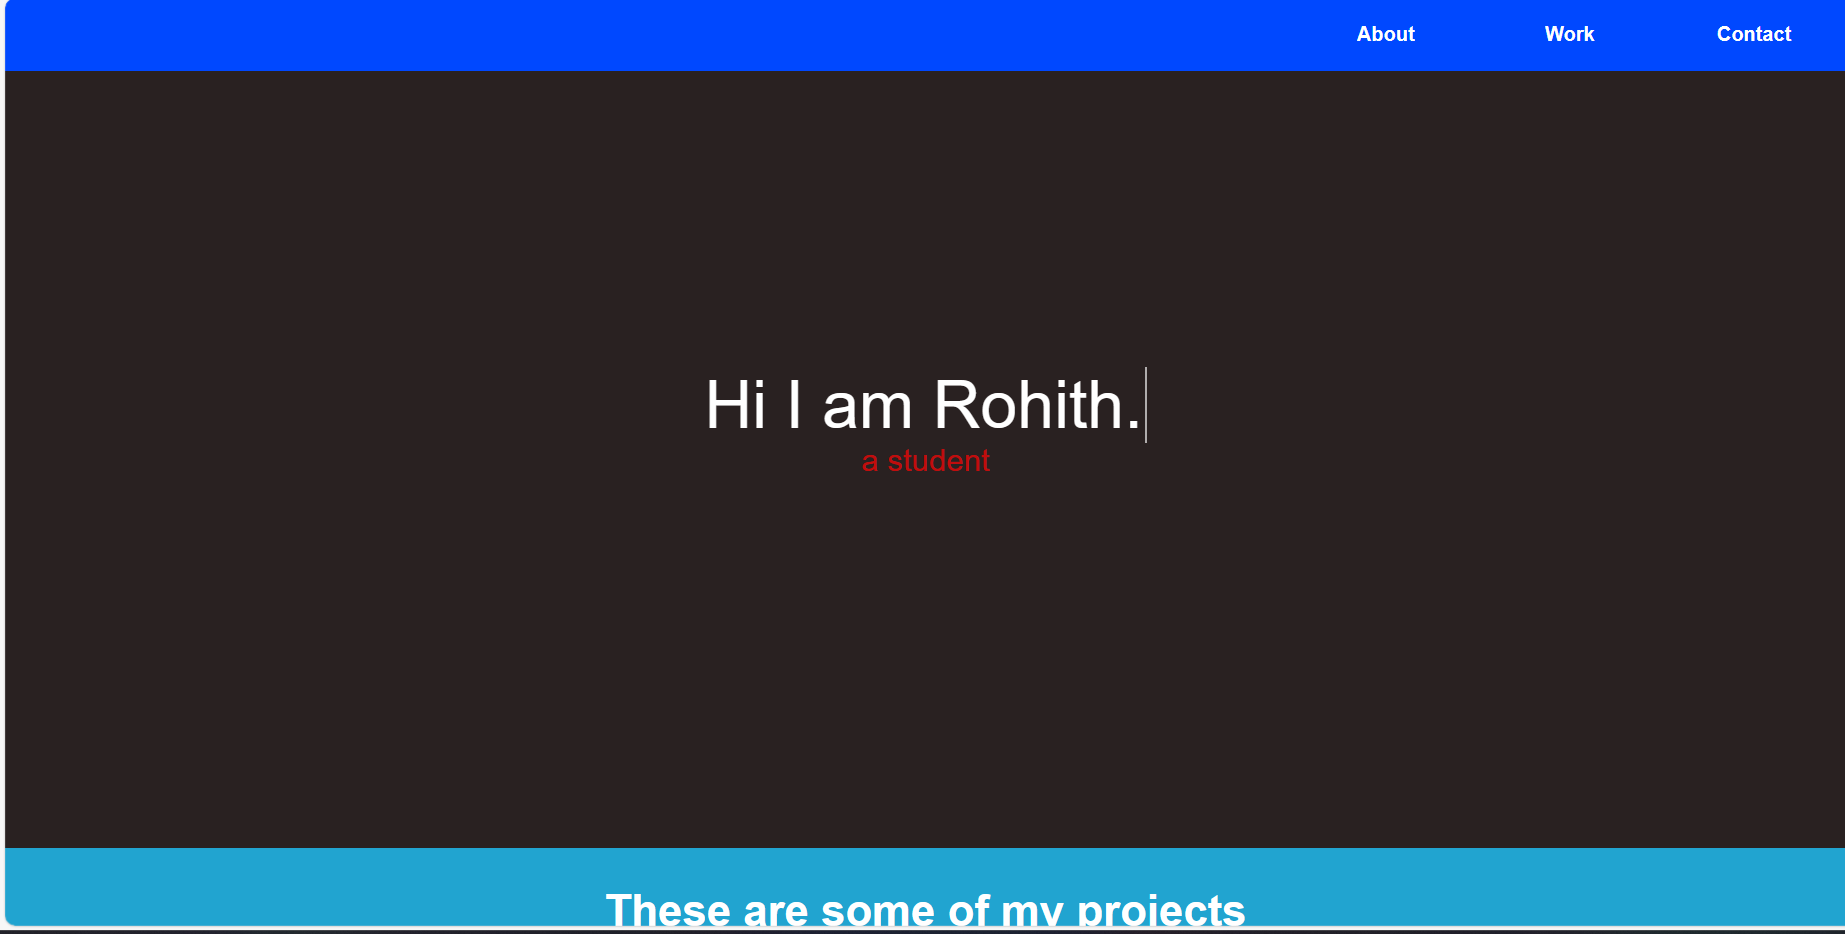 About Work Contact
Hi I am Rohith.
a student
These are some of my projects